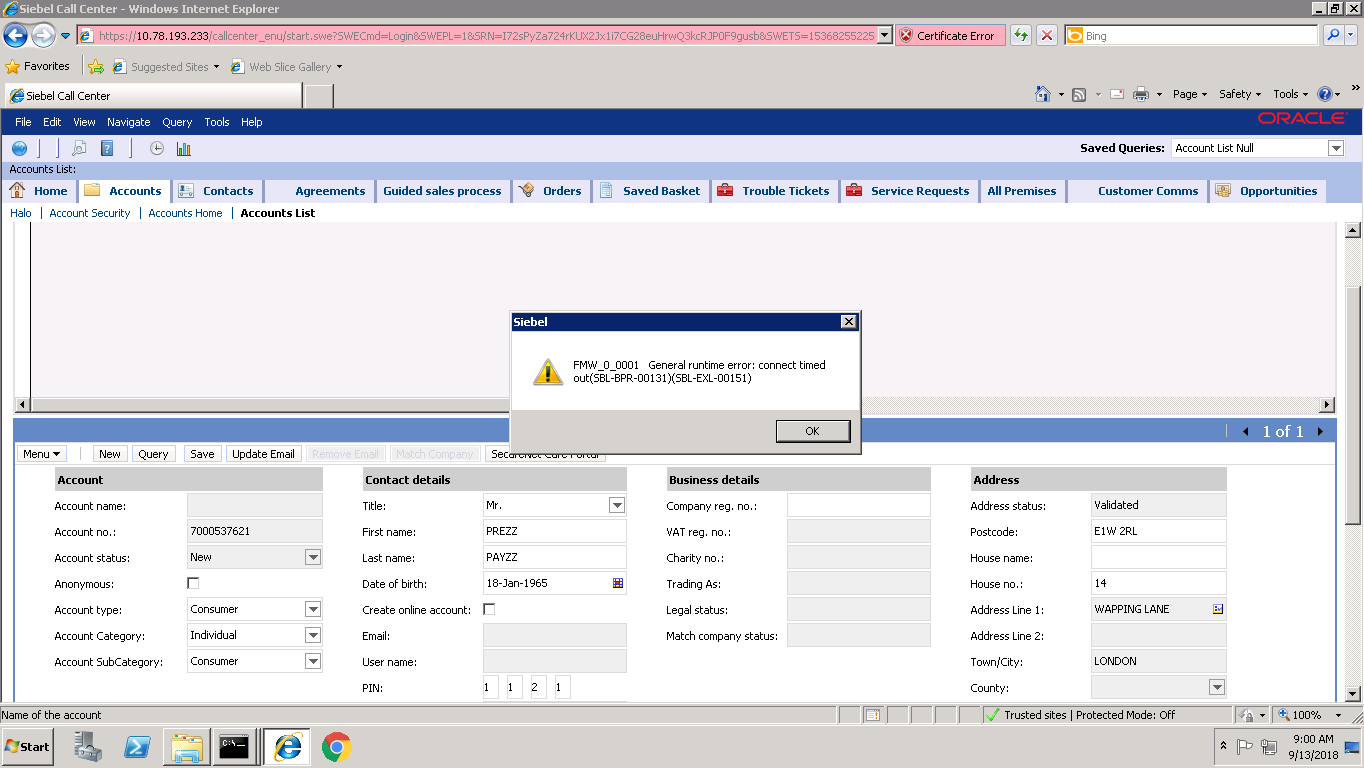 Siebel Call Center - Windows Internet Explorer
https://10.78.193.233/callcenter_enu/start.swe?SWECmd=Login&SWEPL=1&SRN=I72sPyZa724rKUX2Jx1i7CG28euHrwQ3kcRJP0F9gusb&SWETS=15368255225 Certificate Error Bing
Favorites Suggested Sites Web Slice Gallery
Siebel Call Center Page Safety Tools
File Edit View Navigate Query Tools Help ORACLE
Saved Queries: Account List Null
Accounts List:
Home Accounts Contacts Agreements Guided sales process Orders Saved Basket Trouble Tickets Service Requests All Premises Customer Comms Opportunities
Halo Account Security Accounts Home Accounts List
Siebel
FMW_0_0001 General runtime error: connect timed
out(SBL-BPR-00131)(SBL-EXL-00151)
OK
1 of 1
Menu New Query Save Update Email Remove Email Match Company
Account Contact details Business details Address
Account name: Title: Mr. Company reg. no.: Address status: Validated
Account no.: 7000537621 First name: PREZZ VAT reg. no.: Postcode: E1W 2RL
Account status: New Last name: PAYZZ Charity no.: House name:
Anonymous: Date of birth: 18-Jan-1965 Trading As: House no.: 14
Account type: Consumer Create online account: Legal status: Address Line 1: WAPPING LANE
Account Category: Individual Email: Match company status: Address Line 2:
Account SubCategory: Consumer User name: Town/City: LONDON
PIN: 1 1 2 1 County:
Name of the account Trusted sites | Protected Mode: Off 100%
Start 9:00 AM
9/13/2018